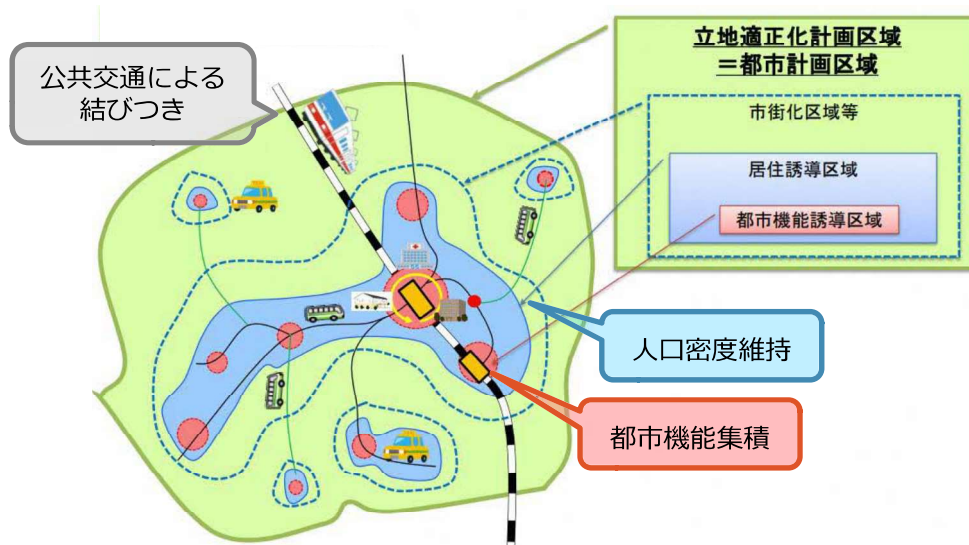 公共交通による
結びつき
立地適正化計画区域
＝都市計画区域
市街化区域等
居住誘導区域
都市機能誘導区域
人口密度維持
都市機能集積